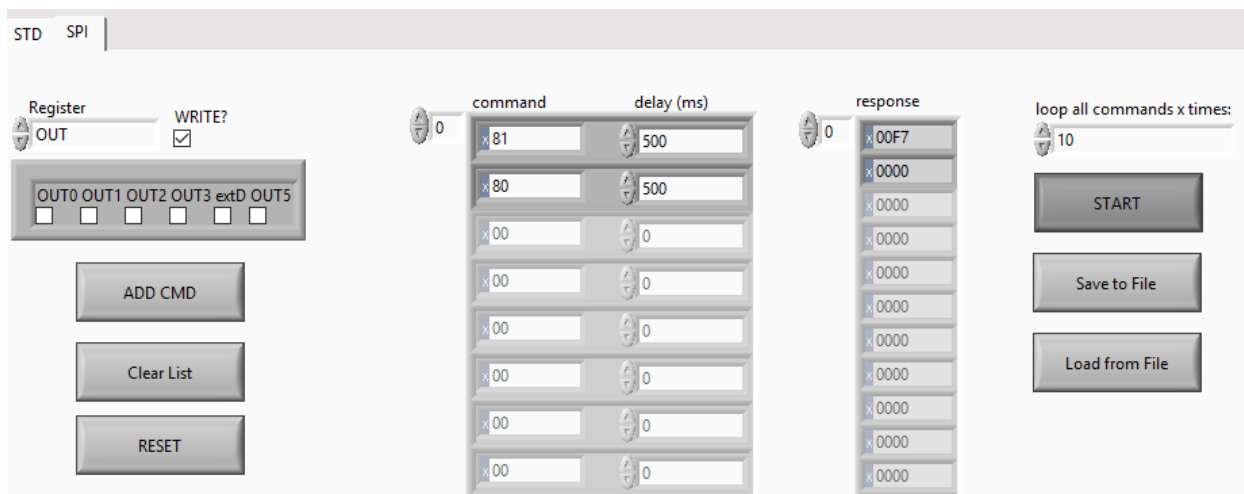 STD SPI
Register
OUT
WRITE?
OUT0 OUT1 OUT2 OUT3 extD OUT5
ADD CMD
Clear List
RESET
command delay (ms)
0
x 81 500
x 80 500
x 00 0
x 00 0
x 00 0
x 00 0
x 00 0
x 00 0
response
0
x 00F7
x 0000
x 0000
x 0000
x 0000
x 0000
x 0000
x 0000
x 0000
x 0000
x 0000
loop all commands x times:
10
START
Save to File
Load from File